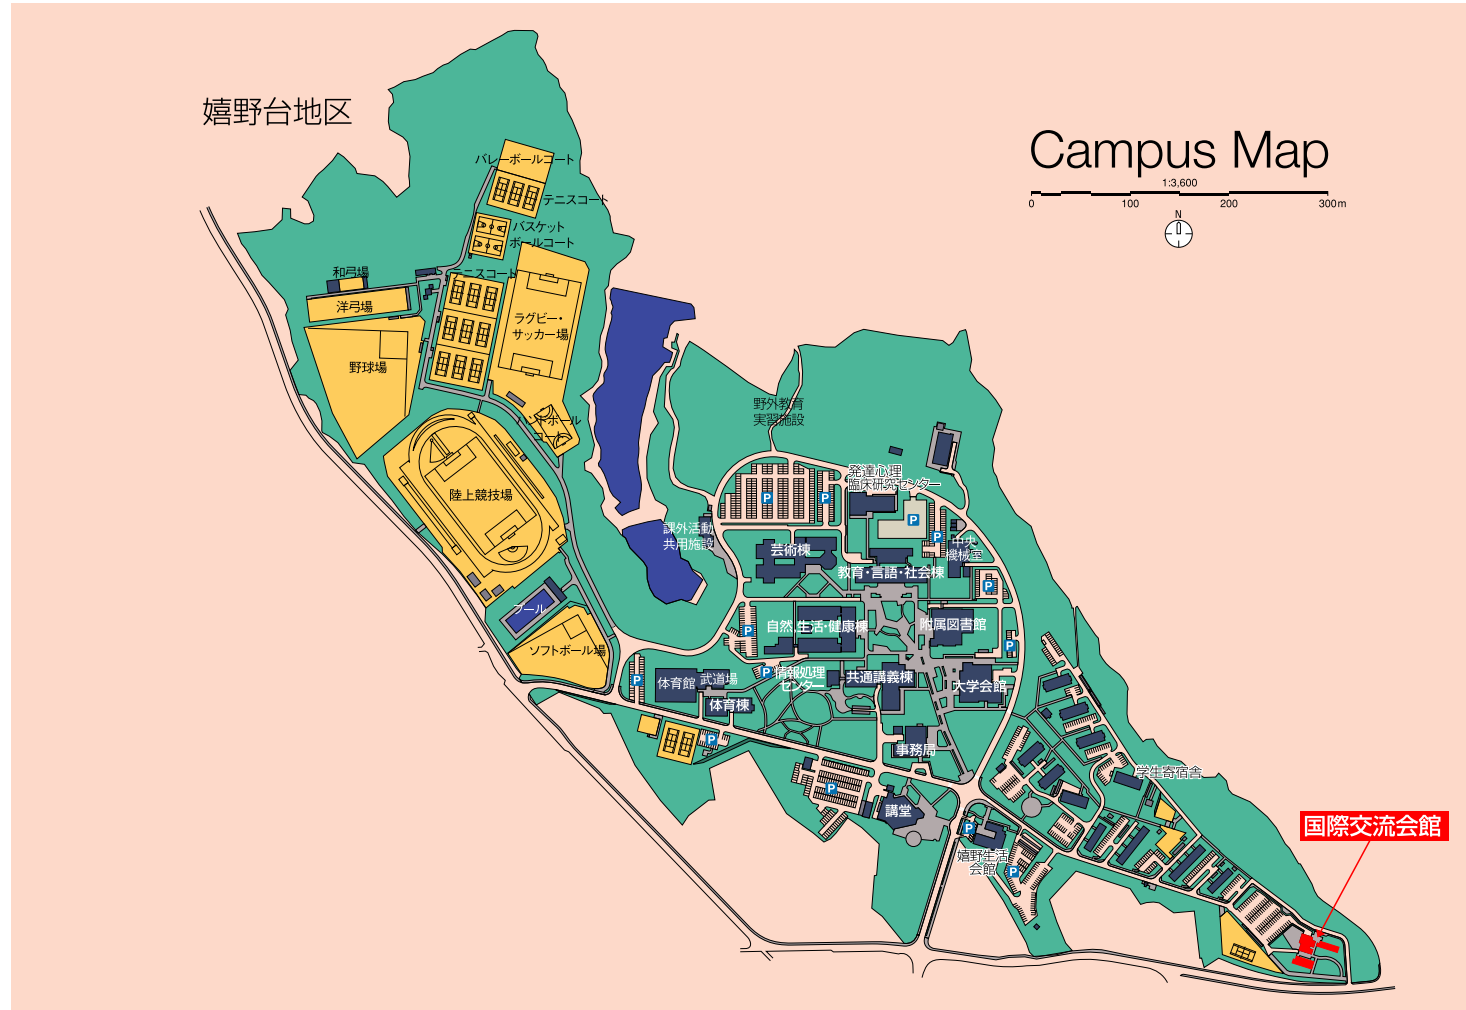 嬉野台地区
Campus Map
1:3,600
0 100 200 300m
N
バレーボールコート
テニスコート
バスケット
ボールコート
テニスコート
和弓場
洋弓場
ラグビー・
サッカー場
野球場
ハンドボール
コート
陸上競技場
プール
ソフトボール場
野外教育
実習施設
発達心理
臨床研究センター
P
P
P
P
課外活動
共用施設
中央
機械室
芸術棟
教育・言語・社会棟
P
自然,生活・健康棟
附属図書館
P
P
体育館
武道場
P
P
情報処理
センター
共通講義棟
大学会館
体育棟
P
事務局
学生寄宿舎
P
講堂
P
嬉野生活
会館
P
国際交流会館